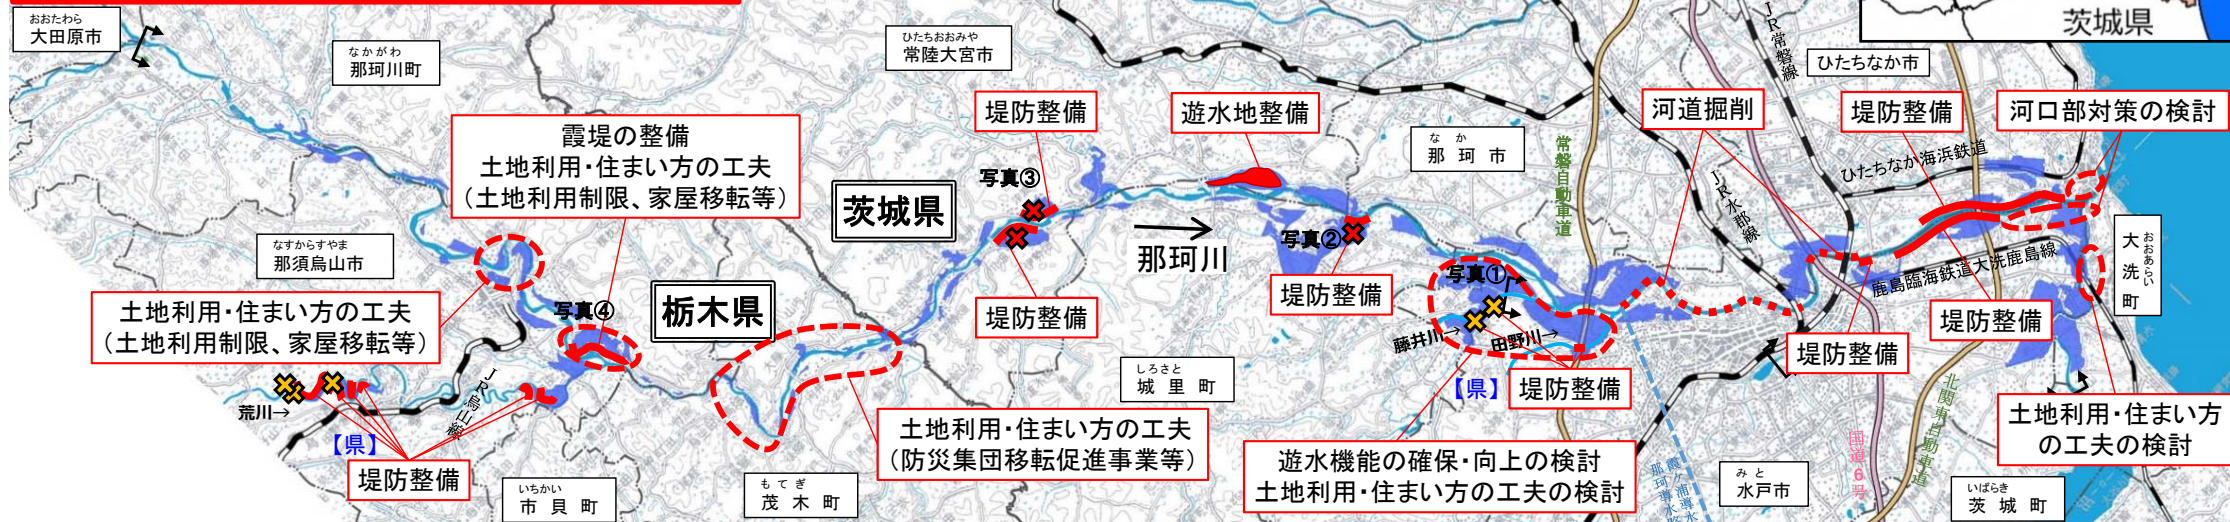 おおたわら
大田原市
なかがわ
那珂川町
ひたちおおみや
常陸大宮市
JR常磐線
茨城県
ひたちなか市
霞堤の整備
土地利用・住まい方の工夫
（土地利用制限、家屋移転等）
堤防整備
遊水地整備
なか
那珂市
常磐自動車道
河道掘削
JR水郡線
堤防整備
河口部対策の検討
ひたちなか海浜鉄道
写真③
茨城県
那珂川
写真②
堤防整備
堤防整備
なすからすやま
那須烏山市
土地利用・住まい方の工夫
（土地利用制限、家屋移転等）
写真④
栃木県
写真①
藤井川→
田野川→
【県】
堤防整備
おおあらい
大洗町
鹿島臨海鉄道大洗鹿島線
堤防整備
堤防整備
荒川→
JR烏山線
【県】
堤防整備
いちかい
市貝町
もてぎ
茂木町
土地利用・住まい方の工夫
（防災集団移転促進事業等）
しろさと
城里町
遊水機能の確保・向上の検討
土地利用・住まい方の工夫の検討
霞ヶ浦導水
那珂導水路
みと
水戸市
国道6号
北関東自動車道
土地利用・住まい方
の工夫の検討
いばらき
茨城町